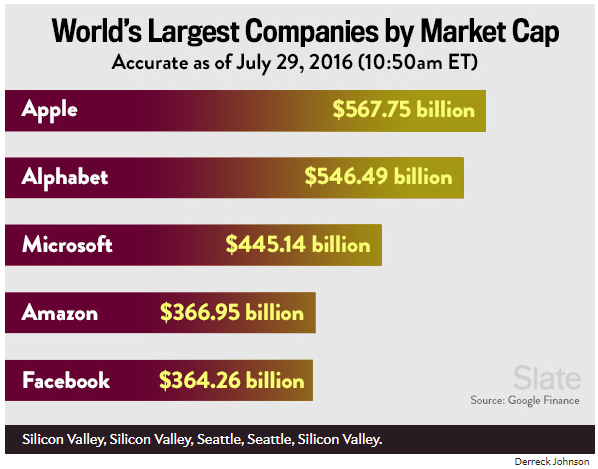 World's Largest Companies by Market Cap
Accurate as of July 29, 2016 (10:50am ET)
Apple $567.75 billion
Alphabet $546.49 billion
Microsoft $445.14 billion
Amazon $366.95 billion
Facebook $364.26 billion
Slate
Source: Google Finance
Silicon Valley, Silicon Valley, Seattle, Seattle, Silicon Valley.
Derreck Johnson